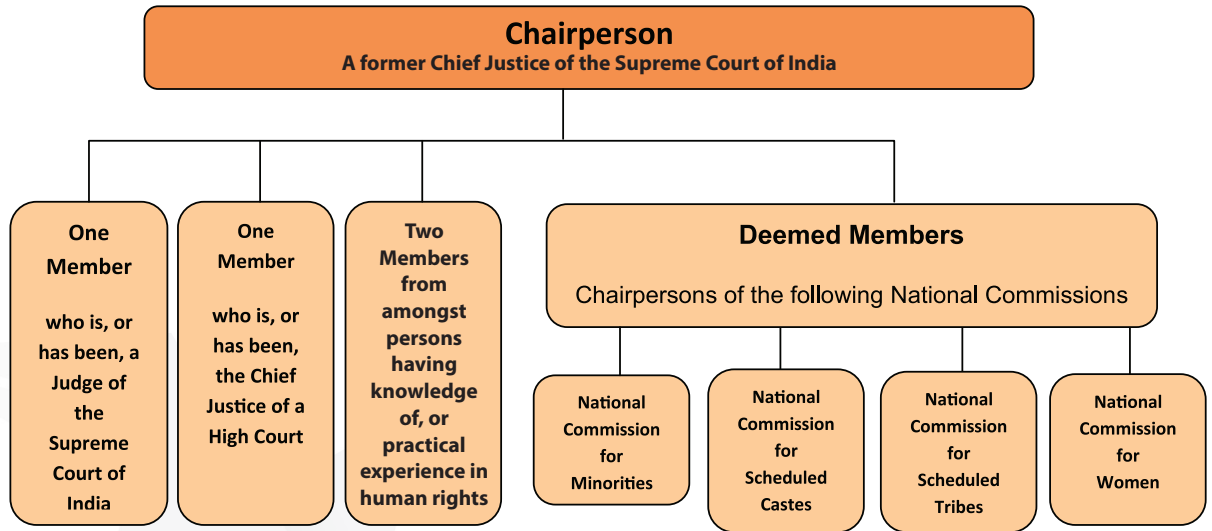 Chairperson
A former Chief Justice of the Supreme Court of India
One
Member
who is, or
has been, a
Judge of
the
Supreme
Court of
India
One
Member
who is, or
has been,
the Chief
Justice of a
High Court
Two
Members
from
amongst
persons
having
knowledge
of, or
practical
experience in
human rights
Deemed Members
Chairpersons of the following National Commissions
National
Commission
for
Minorities
National
Commission
for
Scheduled
Castes
National
Commission
for
Scheduled
Tribes
National
Commission
for
Women